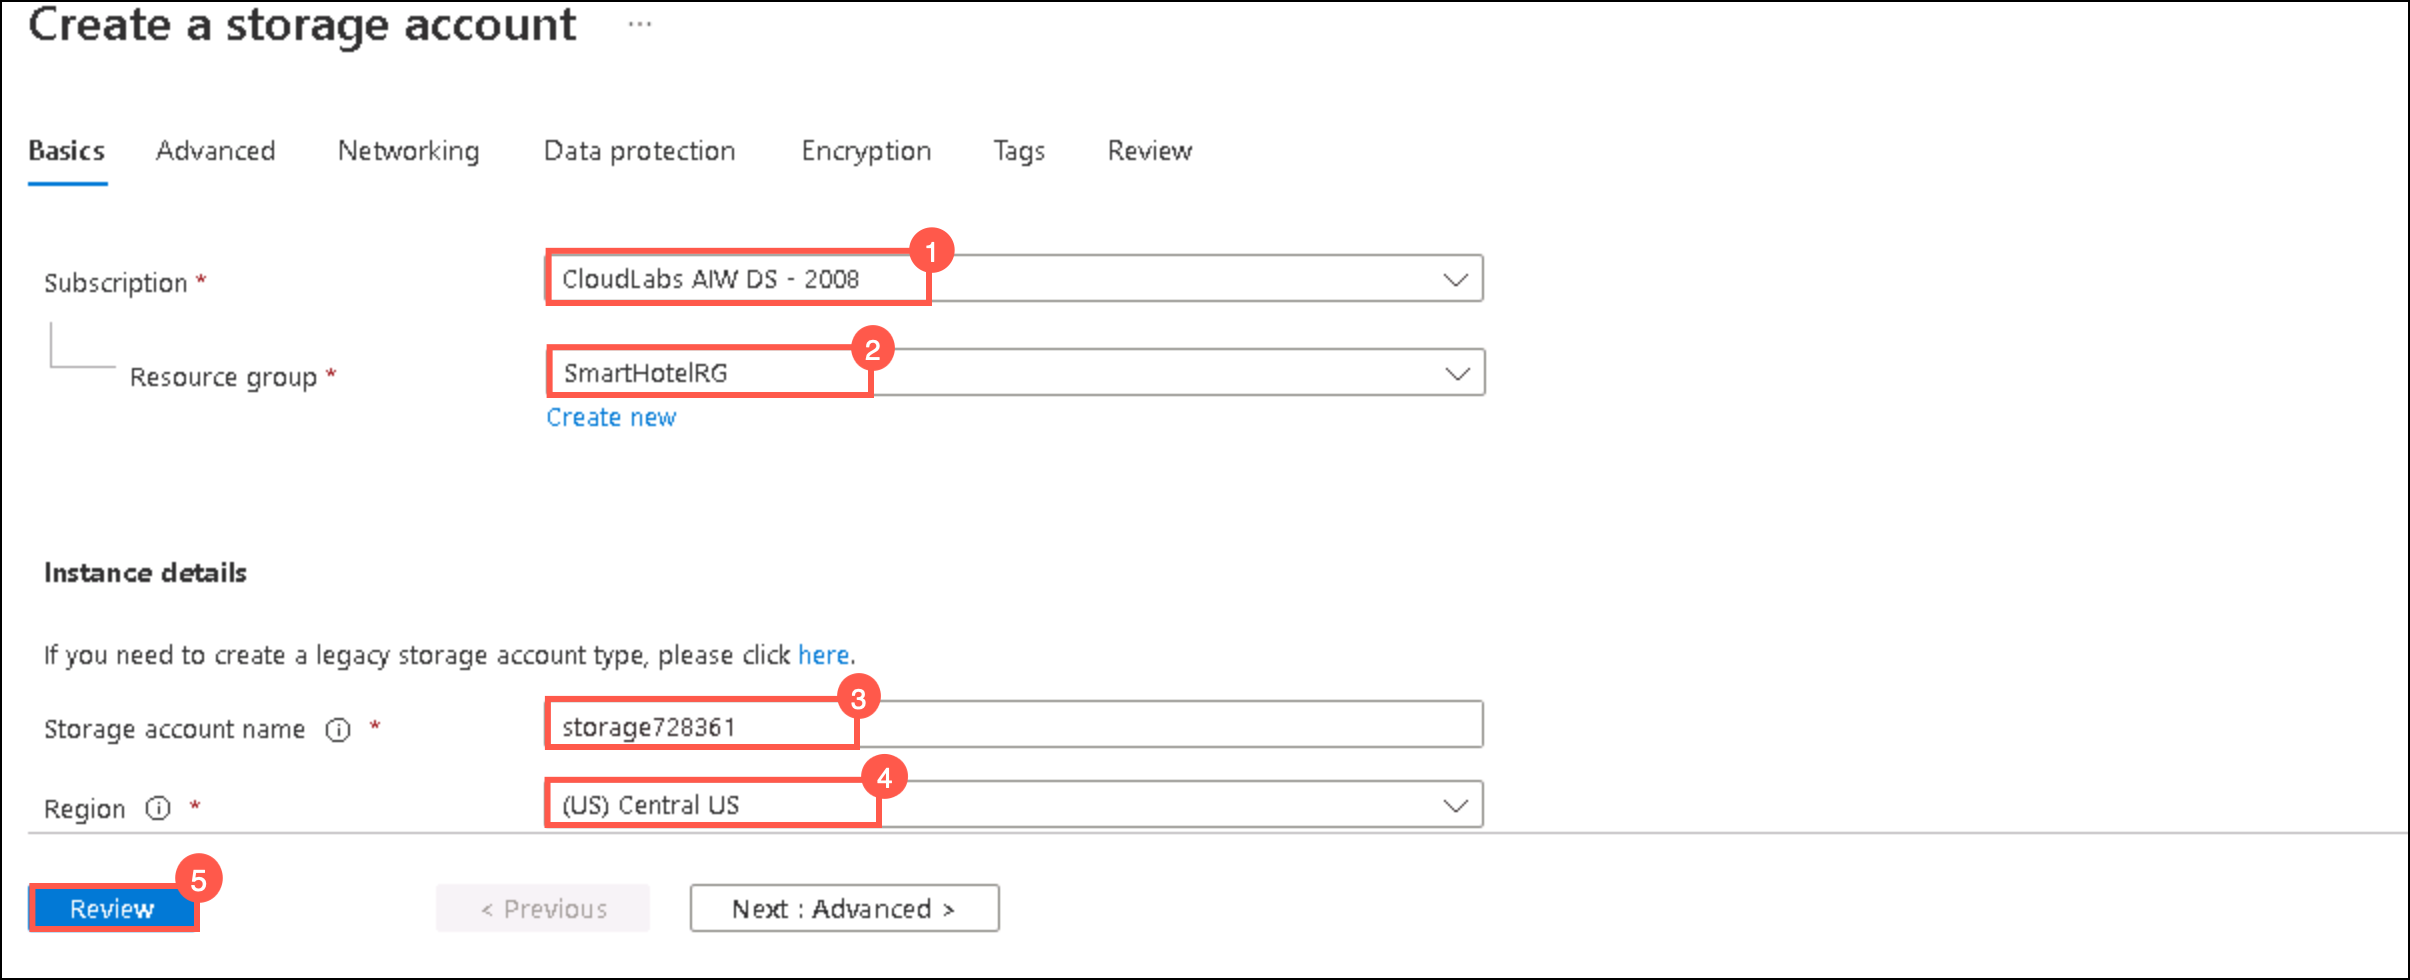 Create a storage account ...
Basics Advanced Networking Data protection Encryption Tags Review
1
Subscription * CloudLabs AIW DS - 2008
2
Resource group * SmartHotelRG
Create new
Instance details
If you need to create a legacy storage account type, please click here.
3
Storage account name * storage728361
4
Region * (US) Central US
5
Review < Previous Next : Advanced >